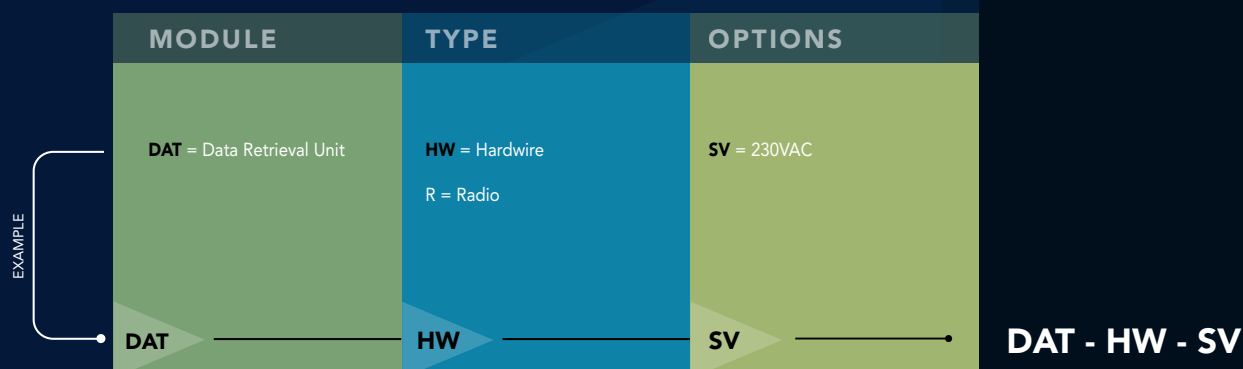 MODULE
TYPE
OPTIONS
DAT = Data Retrieval Unit
HW = Hardwire
R = Radio
SV = 230VAC
EXAMPLE
DAT
HW
SV
DAT - HW - SV